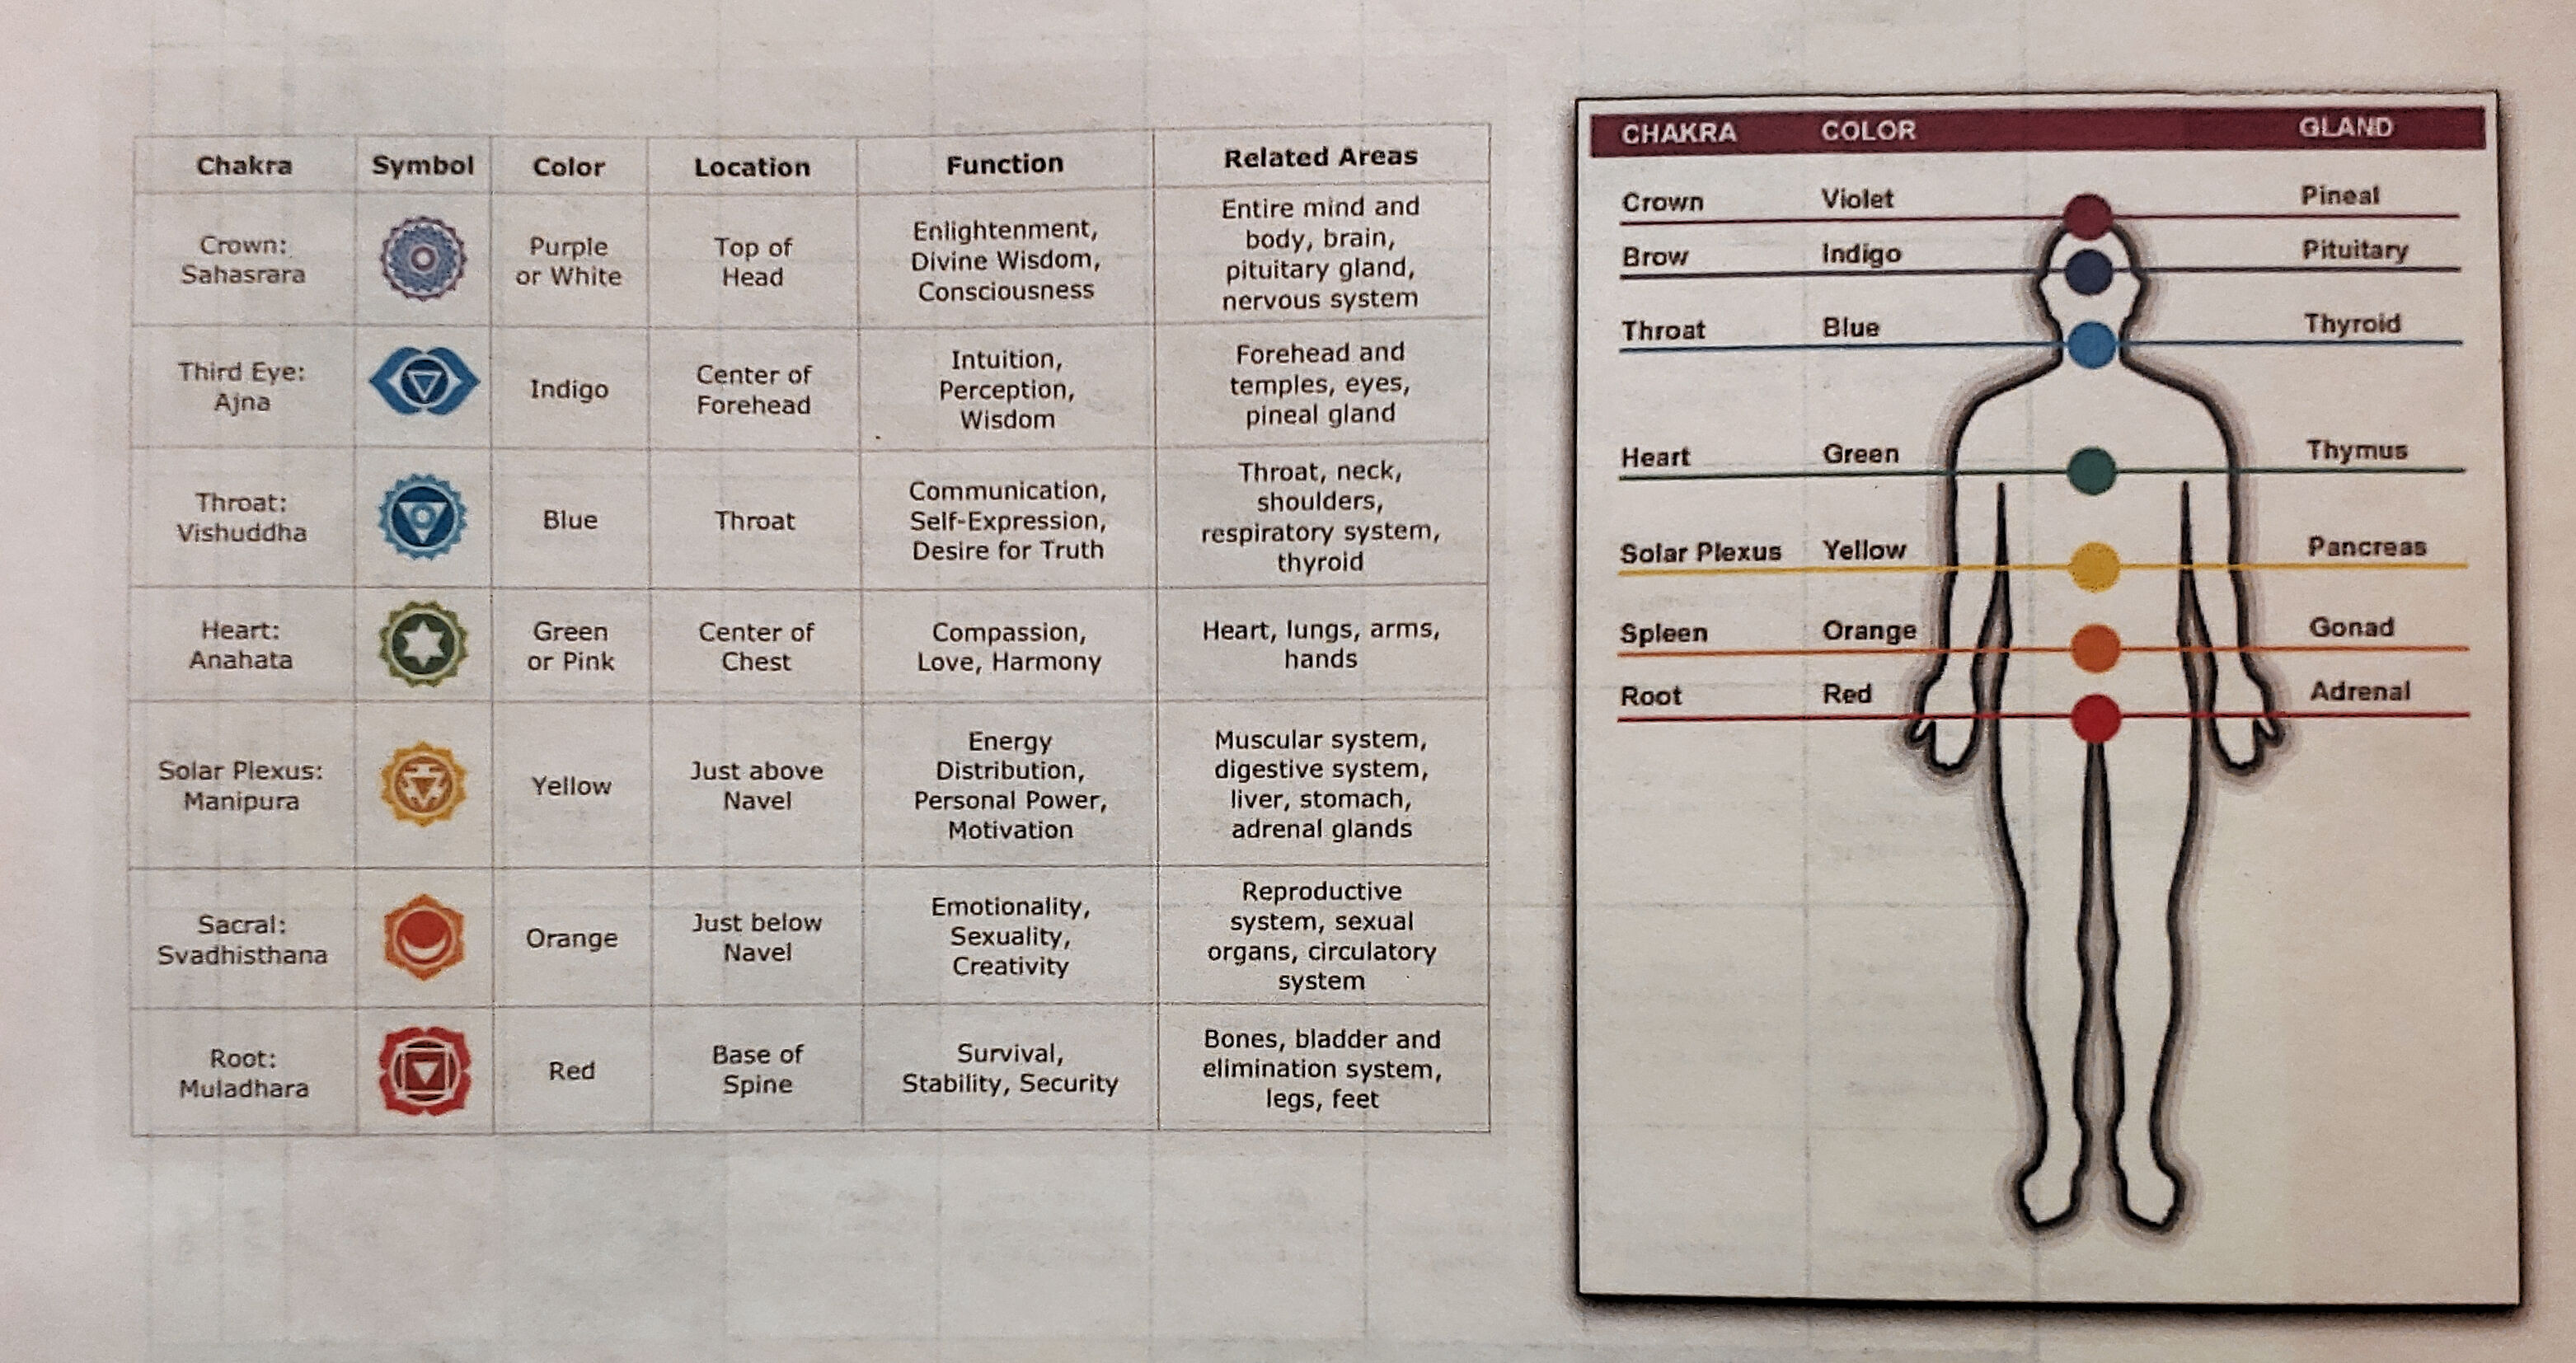 Chakra Symbol Color Location Function Related Areas
Crown:
Sahasrara
Purple
or White
Top of
Head
Enlightenment,
Divine Wisdom,
Consciousness
Entire mind and
body, brain,
pituitary gland,
nervous system
Third Eye:
Ajna
Indigo
Center of
Forehead
Intuition,
Perception,
Wisdom
Forehead and
temples, eyes,
pineal gland
Throat:
Vishuddha
Blue
Throat
Communication,
Self-Expression,
Desire for Truth
Throat, neck,
shoulders,
respiratory system,
thyroid
Heart:
Anahata
Green
or Pink
Center of
Chest
Compassion,
Love, Harmony
Heart, lungs, arms,
hands
Solar Plexus:
Manipura
Yellow
Just above
Navel
Energy
Distribution,
Personal Power,
Motivation
Muscular system,
digestive system,
liver, stomach,
adrenal glands
Sacral:
Svadhisthana
Orange
Just below
Navel
Emotionality,
Sexuality,
Creativity
Reproductive
system, sexual
organs, circulatory
system
Root:
Muladhara
Red
Base of
Spine
Survival,
Stability, Security
Bones, bladder and
elimination system,
legs, feet
CHAKRA COLOR GLAND
Crown Violet Pineal
Brow Indigo Pituitary
Throat Blue Thyroid
Heart Green Thymus
Solar Plexus Yellow Pancreas
Spleen Orange Gonad
Root Red Adrenal